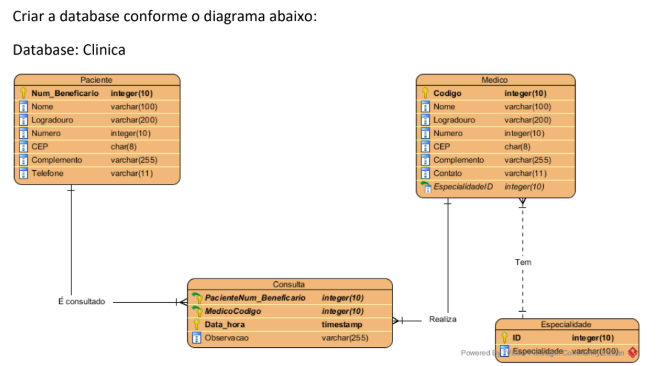 Criar a database conforme o diagrama abaixo:
Database: Clinica
Paciente
Num_Beneficario integer(10)
Nome varchar(100)
Logradouro varchar(200)
Numero integer(10)
CEP char(8)
Complemento varchar(255)
Telefone varchar(11)
Medico
Codigo integer(10)
Nome varchar(100)
Logradouro varchar(200)
Numero integer(10)
CEP char(8)
Complemento varchar(255)
Contato varchar(11)
EspecialidadeID integer(10)
Tem
É consultado
Consulta
PacienteNum_Beneficario integer(10)
MedicoCodigo integer(10)
Data_hora timestamp
Observacao varchar(255)
Realiza
Especialidade
ID integer(10)
Especialidade varchar(100)
Powered